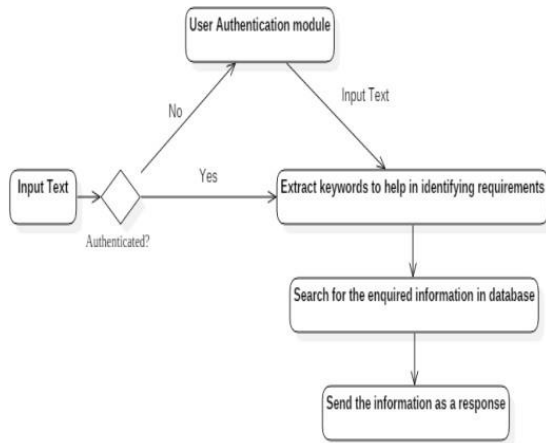 User Authentication module
No
Input Text
Input Text
Yes
Extract keywords to help in identifying requirements
Authenticated?
Search for the enquired information in database
Send the information as a response